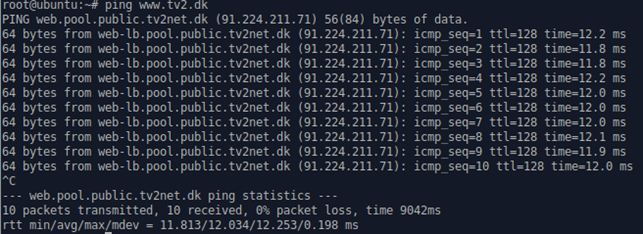 root@ubuntu:~# ping www.tv2.dk
PING web.pool.public.tv2net.dk (91.224.211.71) 56(84) bytes of data.
64 bytes from web-lb.pool.public.tv2net.dk (91.224.211.71): icmp_seq=1 ttl=128 time=12.2 ms
64 bytes from web-lb.pool.public.tv2net.dk (91.224.211.71): icmp_seq=2 ttl=128 time=11.8 ms
64 bytes from web-lb.pool.public.tv2net.dk (91.224.211.71): icmp_seq=3 ttl=128 time=11.8 ms
64 bytes from web-lb.pool.public.tv2net.dk (91.224.211.71): icmp_seq=4 ttl=128 time=12.2 ms
64 bytes from web-lb.pool.public.tv2net.dk (91.224.211.71): icmp_seq=5 ttl=128 time=12.0 ms
64 bytes from web-lb.pool.public.tv2net.dk (91.224.211.71): icmp_seq=6 ttl=128 time=12.0 ms
64 bytes from web-lb.pool.public.tv2net.dk (91.224.211.71): icmp_seq=7 ttl=128 time=12.0 ms
64 bytes from web-lb.pool.public.tv2net.dk (91.224.211.71): icmp_seq=8 ttl=128 time=12.1 ms
64 bytes from web-lb.pool.public.tv2net.dk (91.224.211.71): icmp_seq=9 ttl=128 time=11.9 ms
64 bytes from web-lb.pool.public.tv2net.dk (91.224.211.71): icmp_seq=10 ttl=128 time=12.0 ms
^C
--- web.pool.public.tv2net.dk ping statistics ---
10 packets transmitted, 10 received, 0% packet loss, time 9042ms
rtt min/avg/max/mdev = 11.813/12.034/12.253/0.198 ms